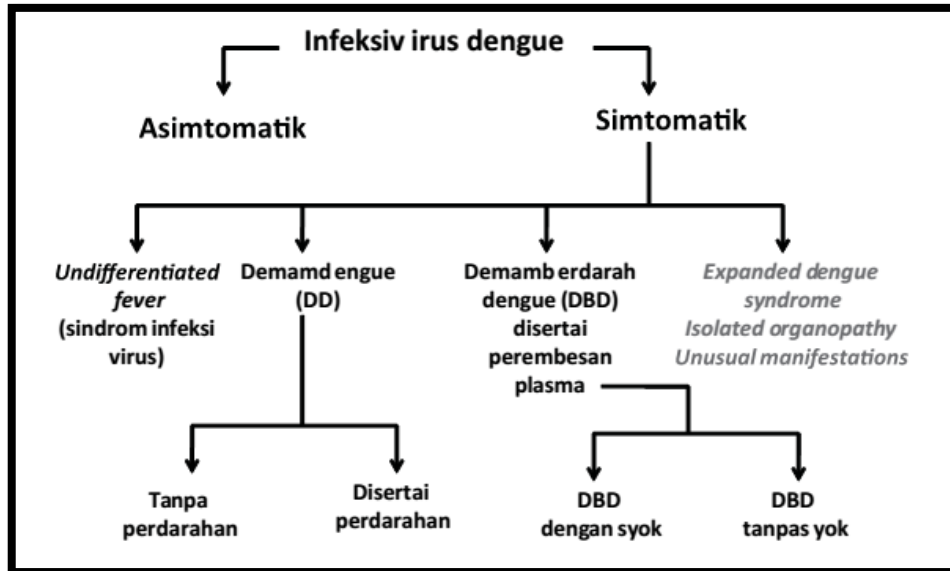 Infeksiv irus dengue
Asimtomatik
Simtomatik
Undifferentiated
fever
(sindrom infeksi
virus)
Demamd engue
(DD)
Demamb erdarah
dengue (DBD)
disertai
perembesan
plasma
Expanded dengue
syndrome
Isolated organopathy
Unusual manifestations
Tanpa
perdarahan
Disertai
perdarahan
DBD
dengan syok
DBD
tanpas yok